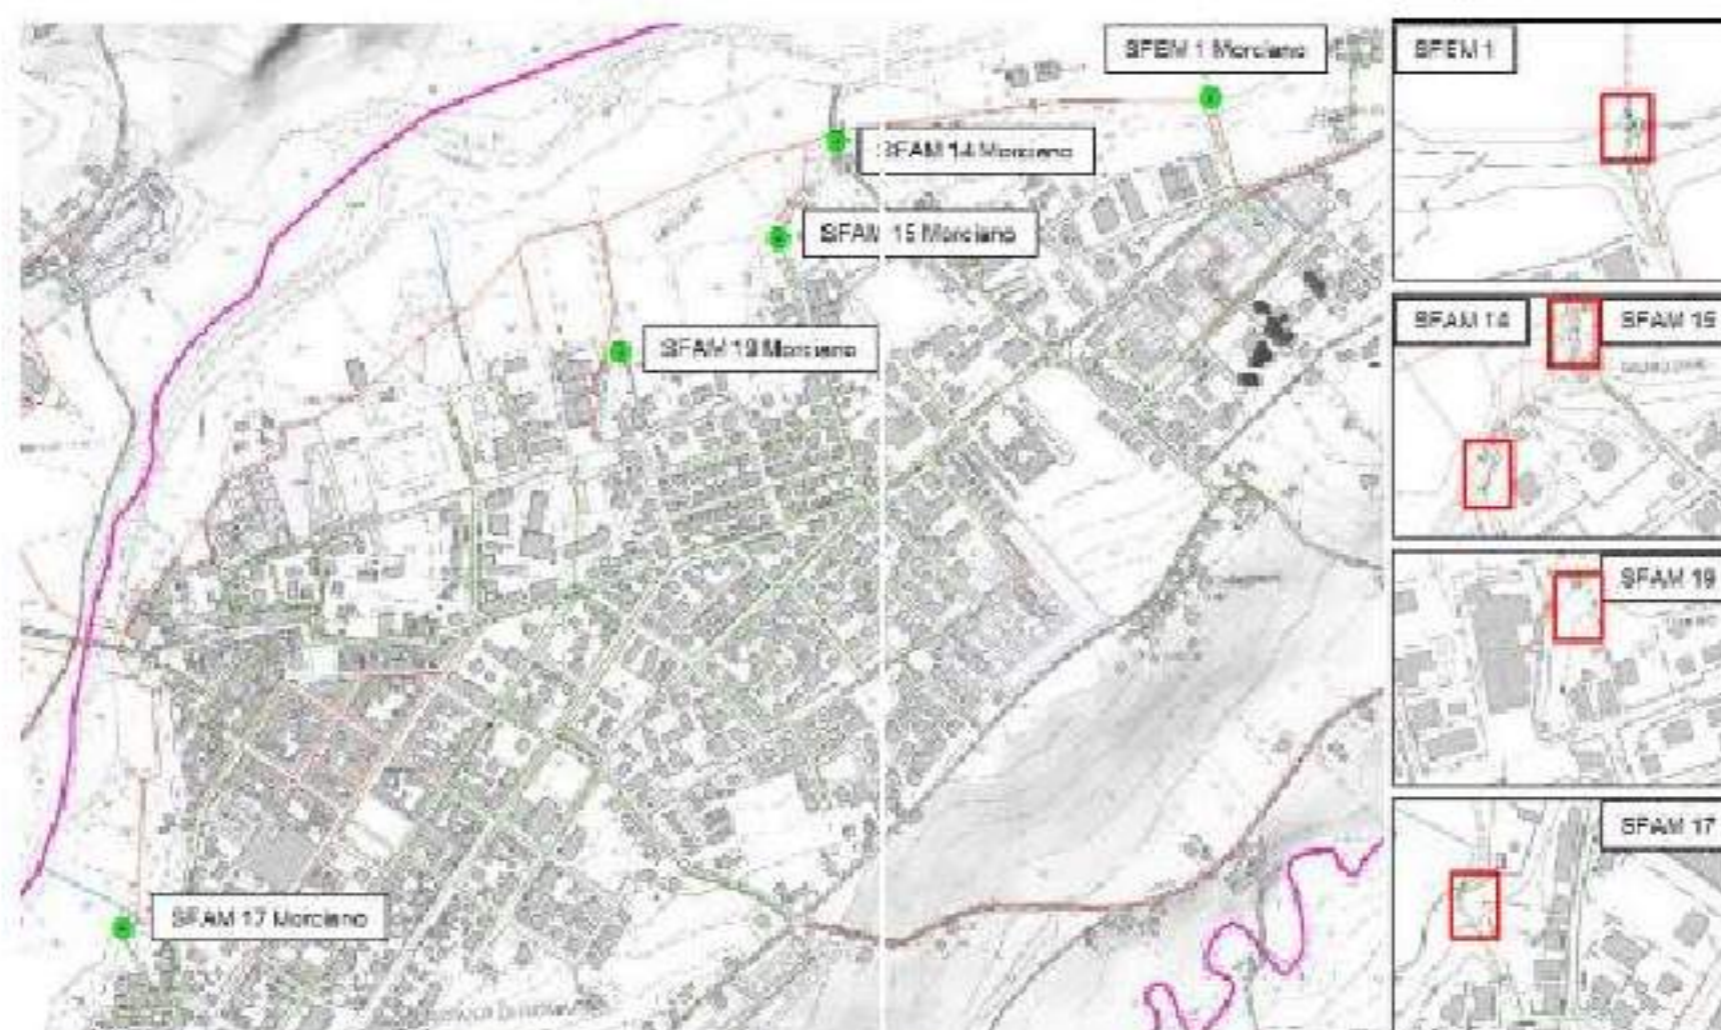 SFEM 1 Morciano
SFAM 14 Morciano
SFAM 15 Morciano
SFAM 19 Morciano
SFAM 17 Morciano
SFEM 1
SFAM 14
SFAM 15
SFAM 19
SFAM 17